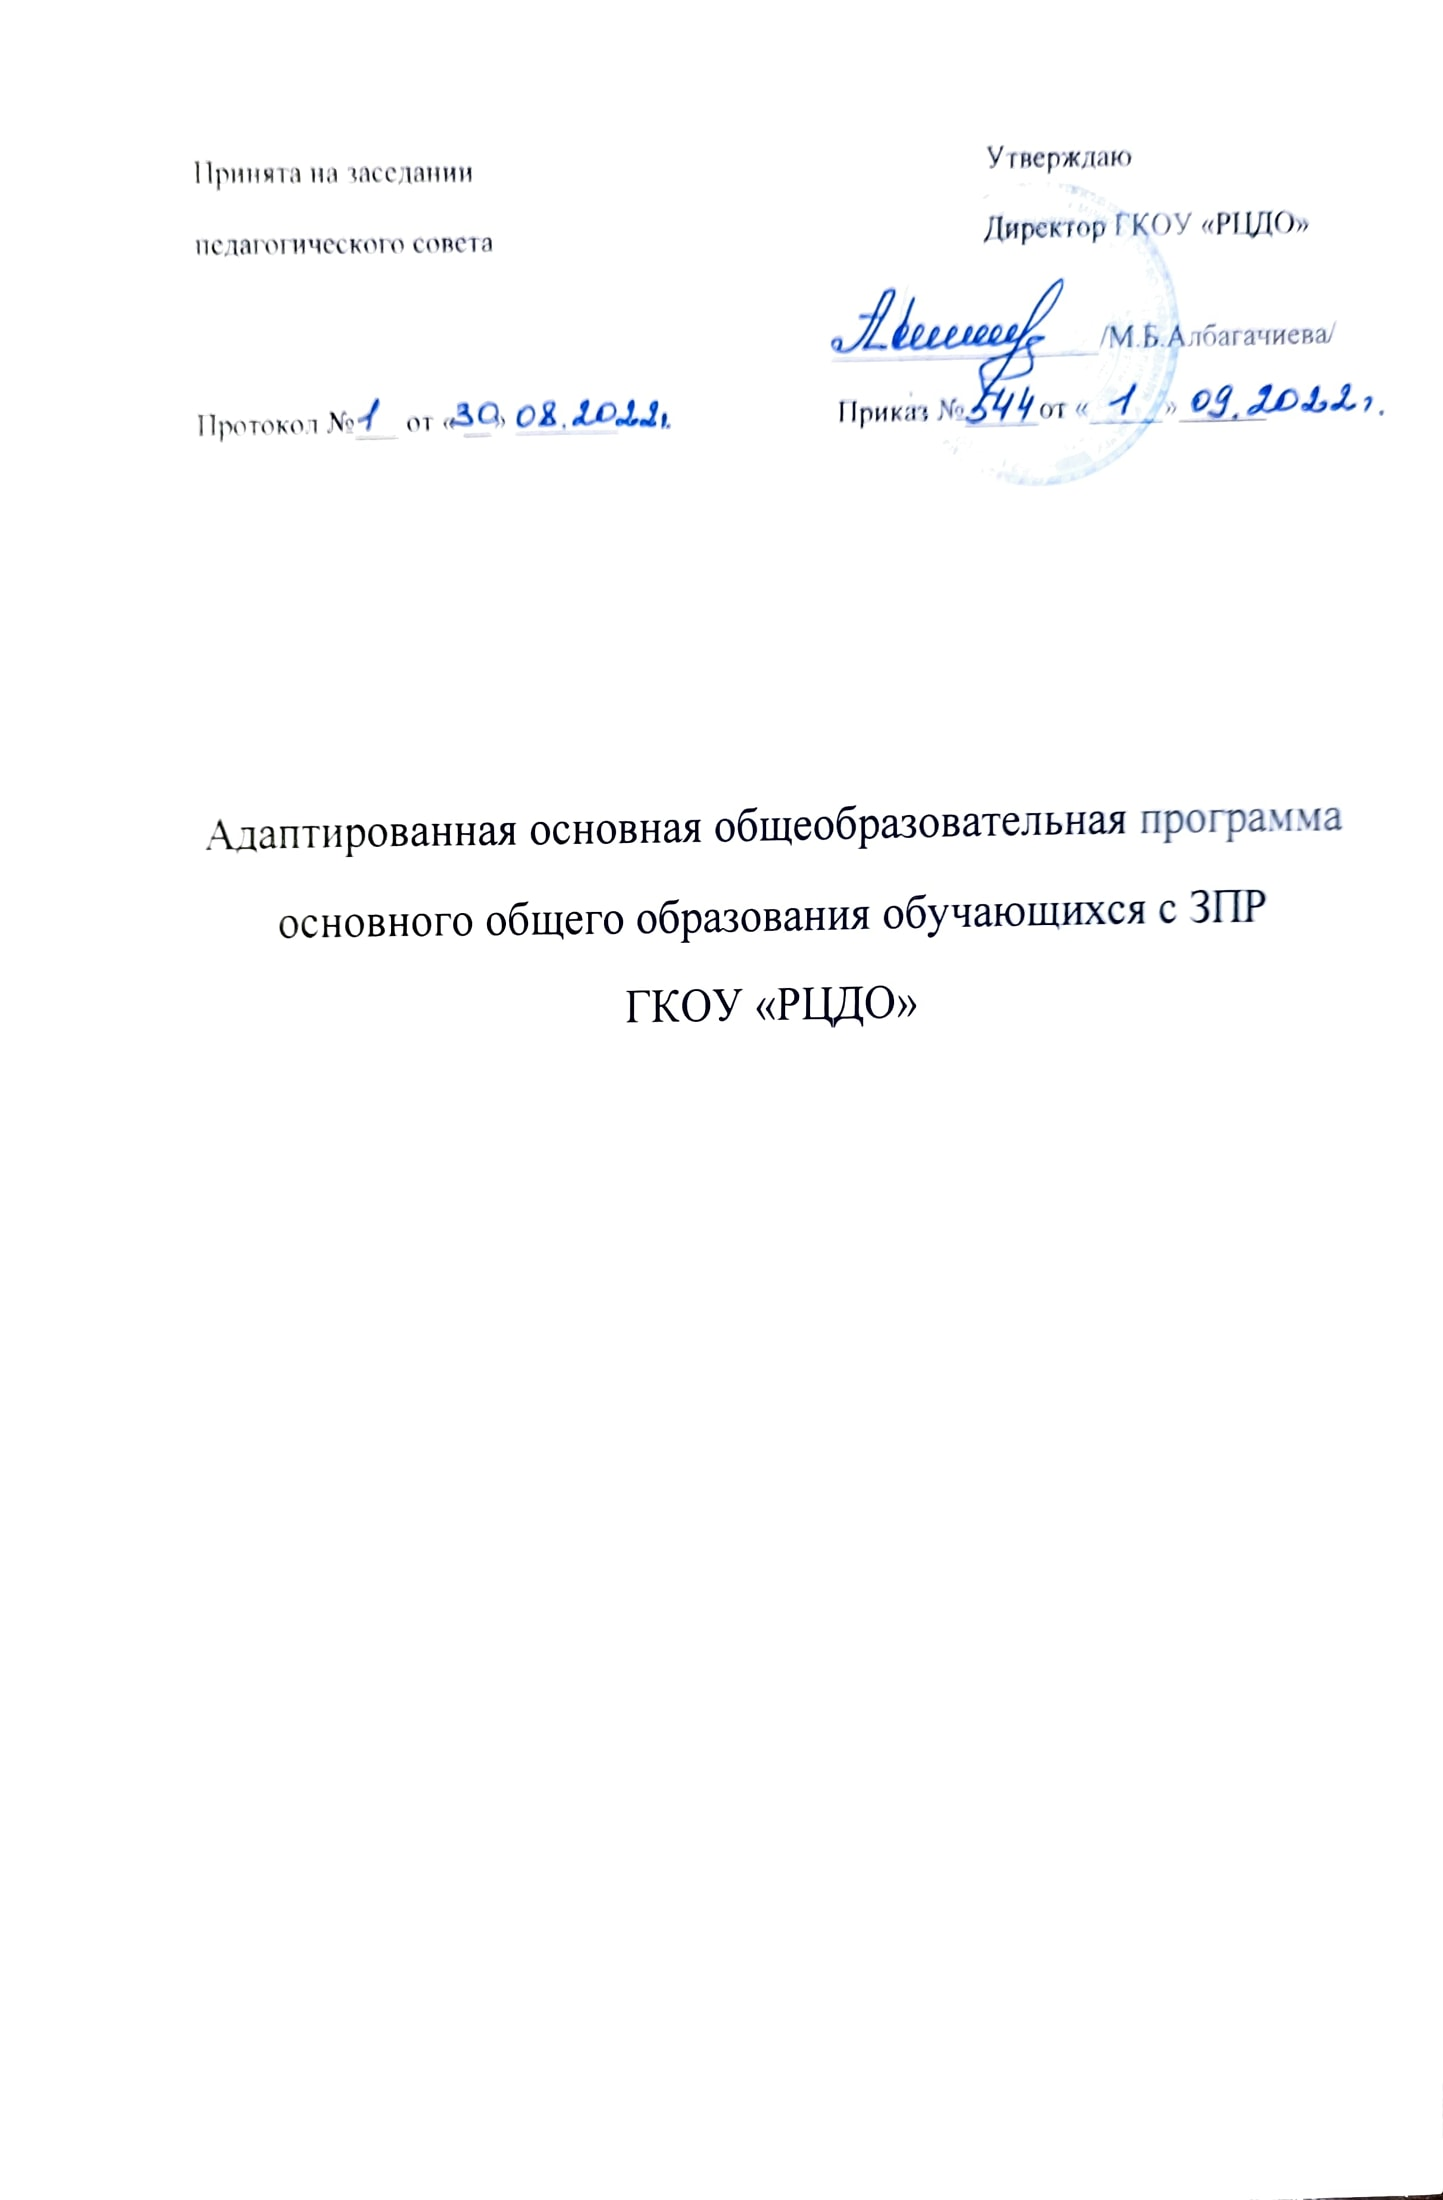 Принята на заседании
педагогического совета
Протокол №1 от «30» 08.2022г.
Утверждаю
Директор ГКОУ «РЦДО»
/М.Б.Албагачиева/
Приказ №544 от « 1 » 09.2022г.
Адаптированная основная общеобразовательная программа
основного общего образования обучающихся с ЗПР
ГКОУ «РЦДО»